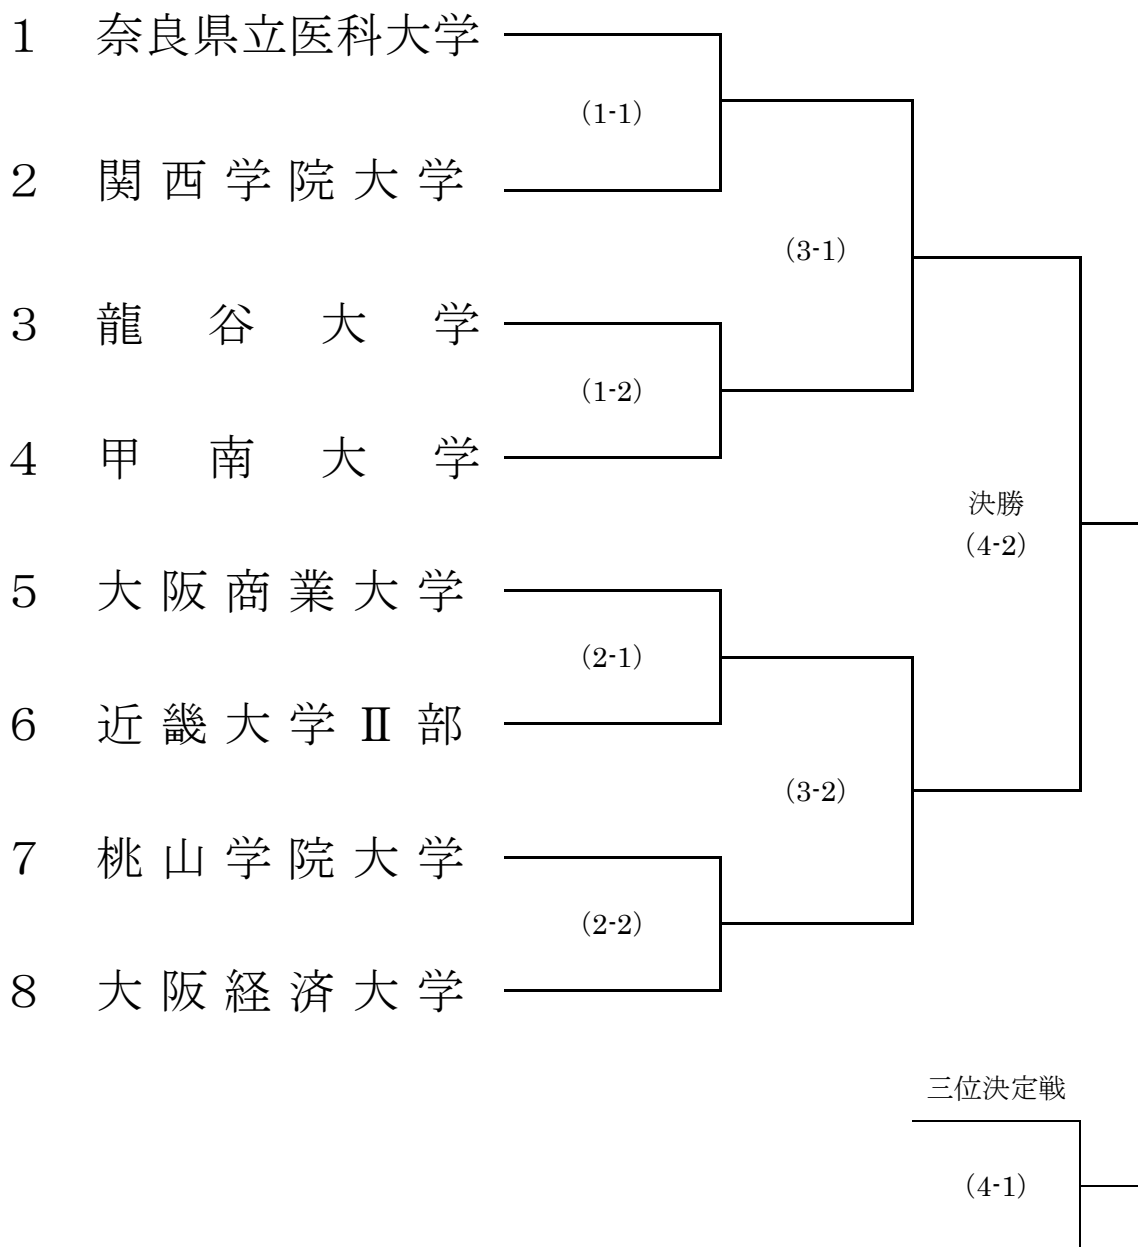 1 奈良県立医科大学
(1-1)
2 関西学院大学
(3-1)
3 龍谷大学
(1-2)
4 甲南大学
決勝
(4-2)
5 大阪商業大学
(2-1)
6 近畿大学Ⅱ部
(3-2)
7 桃山学院大学
(2-2)
8 大阪経済大学
三位決定戦
(4-1)